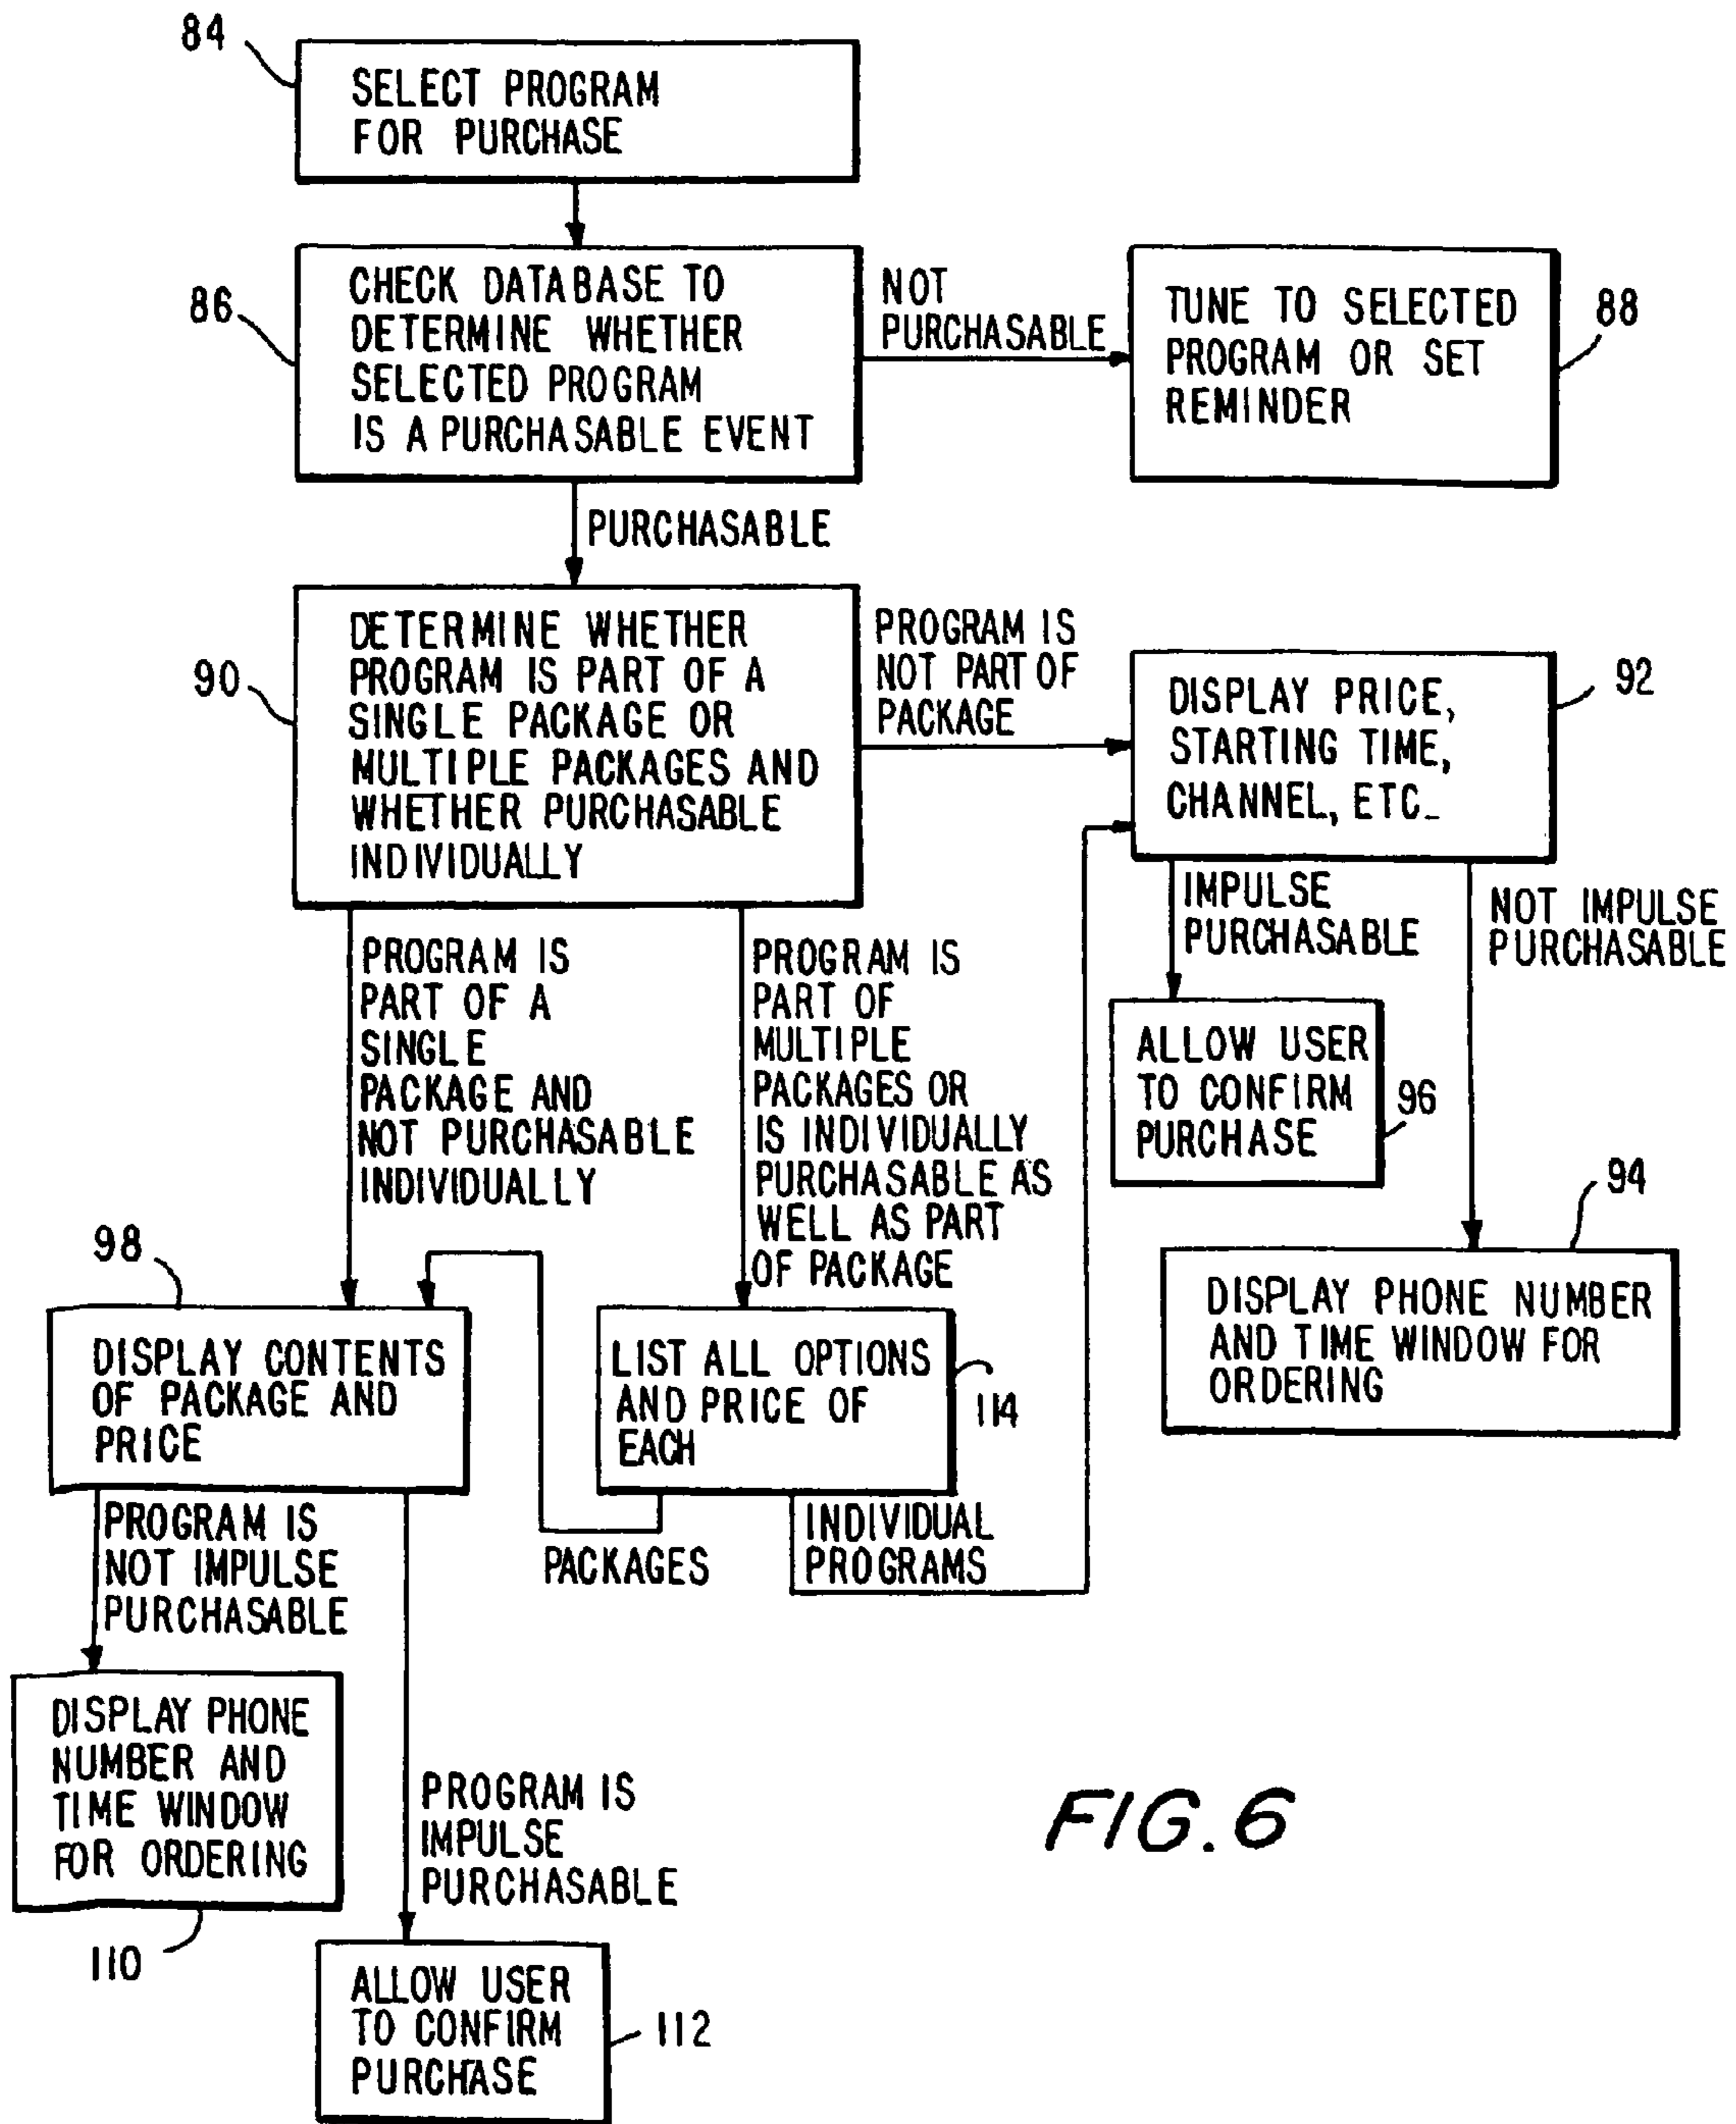 84
SELECT PROGRAM
FOR PURCHASE
86
CHECK DATABASE TO
DETERMINE WHETHER
SELECTED PROGRAM
IS A PURCHASABLE EVENT
NOT
PURCHASABLE
TUNE TO SELECTED
PROGRAM OR SET
REMINDER
88
PURCHASABLE
90
DETERMINE WHETHER
PROGRAM IS PART OF A
SINGLE PACKAGE OR
MULTIPLE PACKAGES AND
WHETHER PURCHASABLE
INDIVIDUALLY
PROGRAM IS
NOT PART OF
PACKAGE
DISPLAY PRICE,
STARTING TIME,
CHANNEL, ETC.
92
IMPULSE
PURCHASABLE
NOT IMPULSE
PURCHASABLE
ALLOW USER
TO CONFIRM
PURCHASE
96
94
DISPLAY PHONE NUMBER
AND TIME WINDOW FOR
ORDERING
PROGRAM IS
PART OF A
SINGLE
PACKAGE AND
NOT PURCHASABLE
INDIVIDUALLY
PROGRAM IS
PART OF
MULTIPLE
PACKAGES OR
IS INDIVIDUALLY
PURCHASABLE AS
WELL AS PART
OF PACKAGE
98
DISPLAY CONTENTS
OF PACKAGE AND
PRICE
LIST ALL OPTIONS
AND PRICE OF
EACH
114
PACKAGES
INDIVIDUAL
PROGRAMS
PROGRAM IS
NOT IMPULSE
PURCHASABLE
DISPLAY PHONE
NUMBER AND
TIME WINDOW
FOR ORDERING
110
PROGRAM IS
IMPULSE
PURCHASABLE
ALLOW USER
TO CONFIRM
PURCHASE
112
FIG. 6